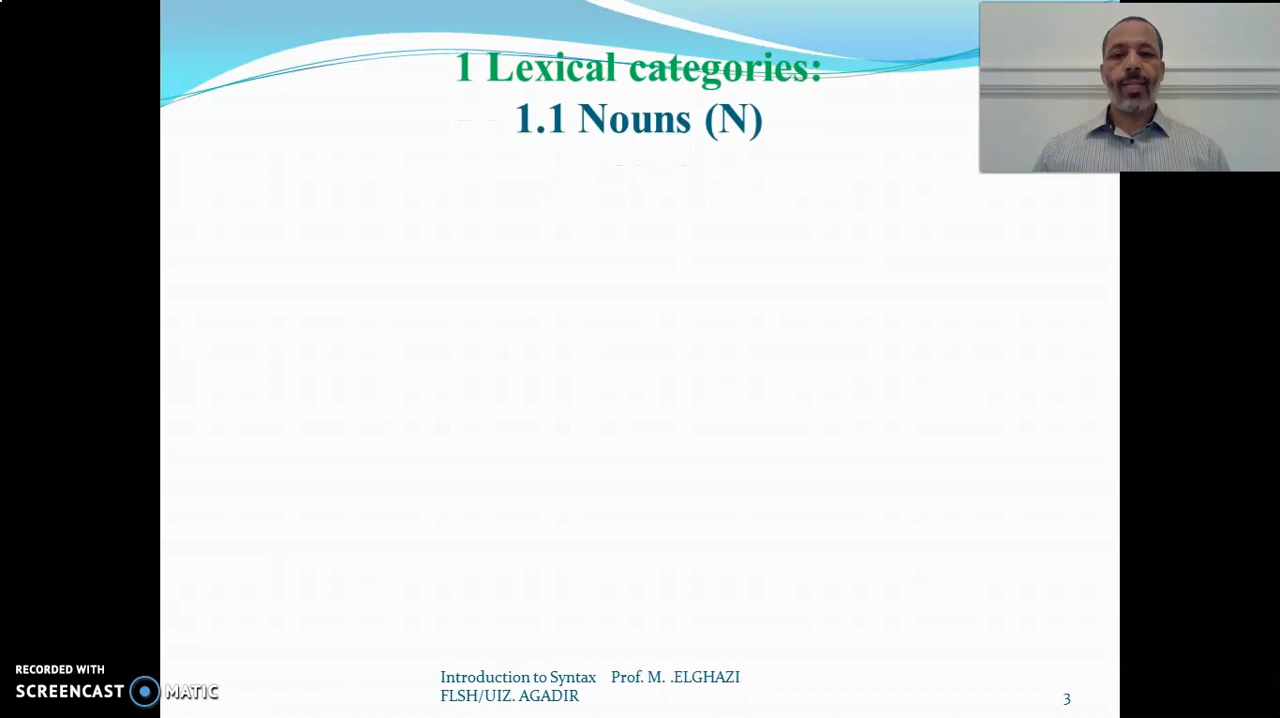 1 Lexical categories:
1.1 Nouns (N)
RECORDED WITH
SCREENCAST MATIC
Introduction to Syntax Prof. M. .ELGHAZI
FLSH/UIZ. AGADIR
3